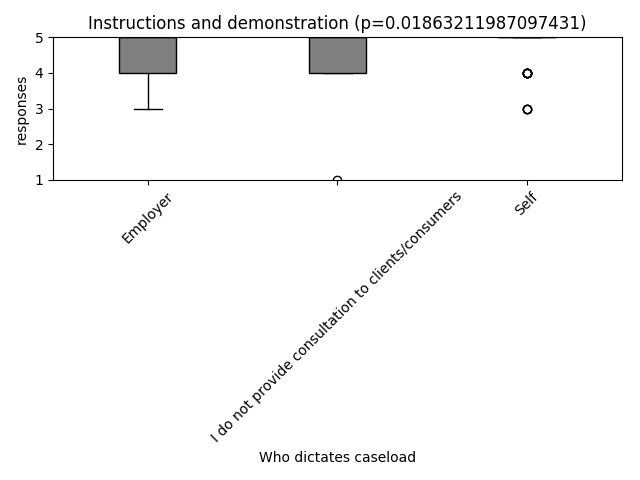 Instructions and demonstration (p=0.01863211987097431)
responses
5
4
3
2
1
Employer
I do not provide consultation to clients/consumers
Self
Who dictates caseload